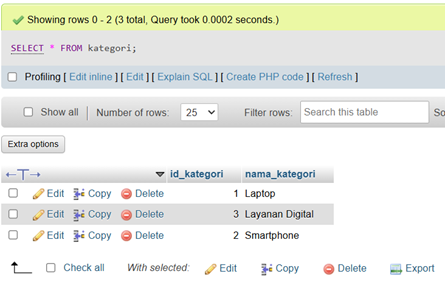 Showing rows 0 - 2 (3 total, Query took 0.0002 seconds.)
SELECT * FROM kategori;
Profiling [ Edit inline ] [ Edit ] [ Explain SQL ] [ Create PHP code ] [ Refresh ]
Show all Number of rows: 25 Filter rows: Search this table So
Extra options
id_kategori nama_kategori
Edit Copy Delete 1 Laptop
Edit Copy Delete 3 Layanan Digital
Edit Copy Delete 2 Smartphone
Check all With selected: Edit Copy Delete Export